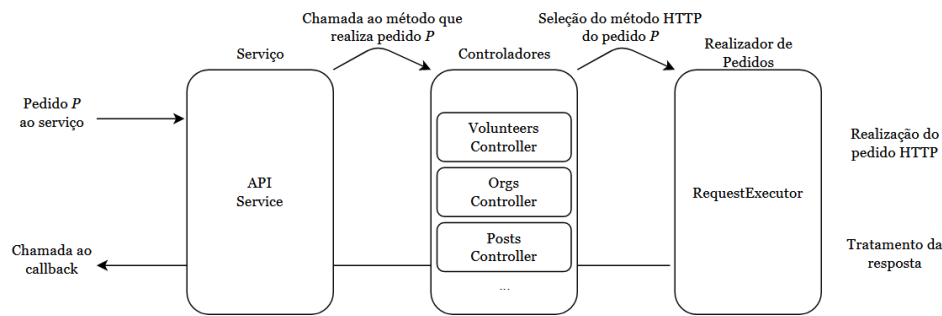 Chamada ao método que
realiza pedido P
Seleção do método HTTP
do pedido P
Serviço
Controladores
Realizador de
Pedidos
Pedido P
ao serviço
Volunteers
Controller
Realização do
pedido HTTP
API
Service
Orgs
Controller
RequestExecutor
Posts
Controller
Chamada ao
callback
Tratamento da
resposta
...